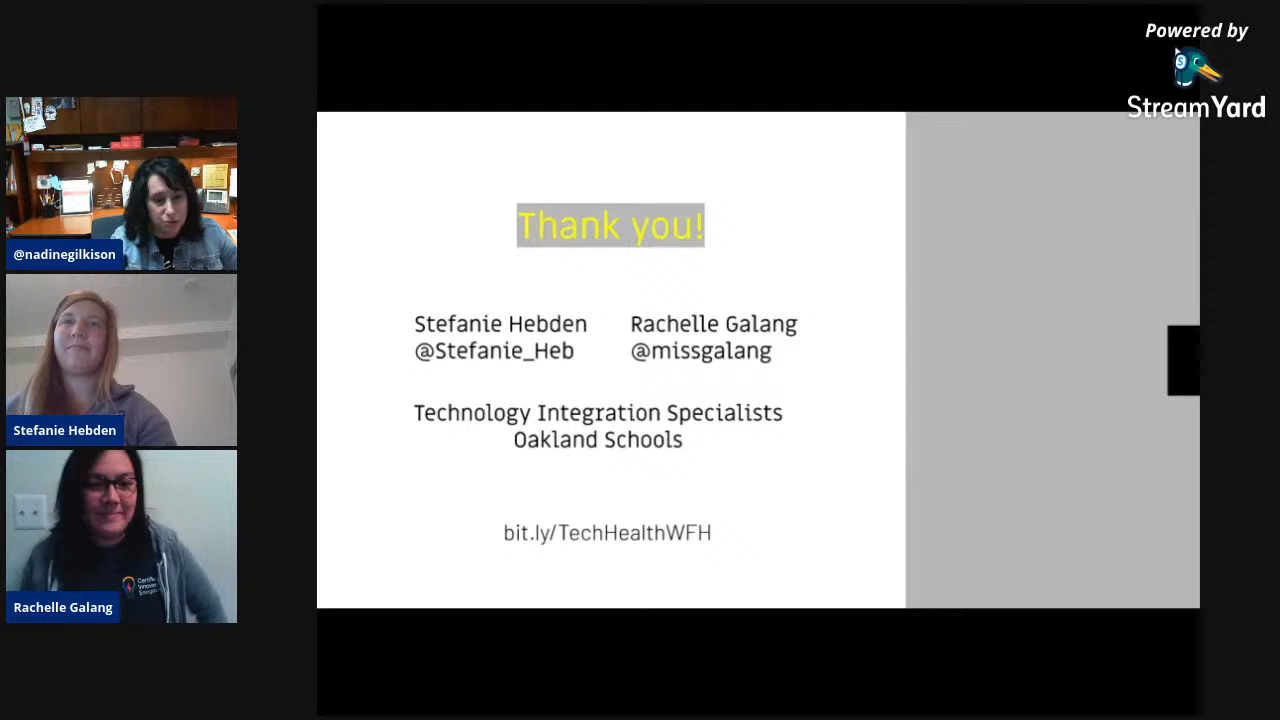 Powered by
StreamYard
@nadinegilkison
Stefanie Hebden
Rachelle Galang
Thank you!
Stefanie Hebden
@Stefanie_Heb
Rachelle Galang
@missgalang
Technology Integration Specialists
Oakland Schools
bit.ly/TechHealthWFH